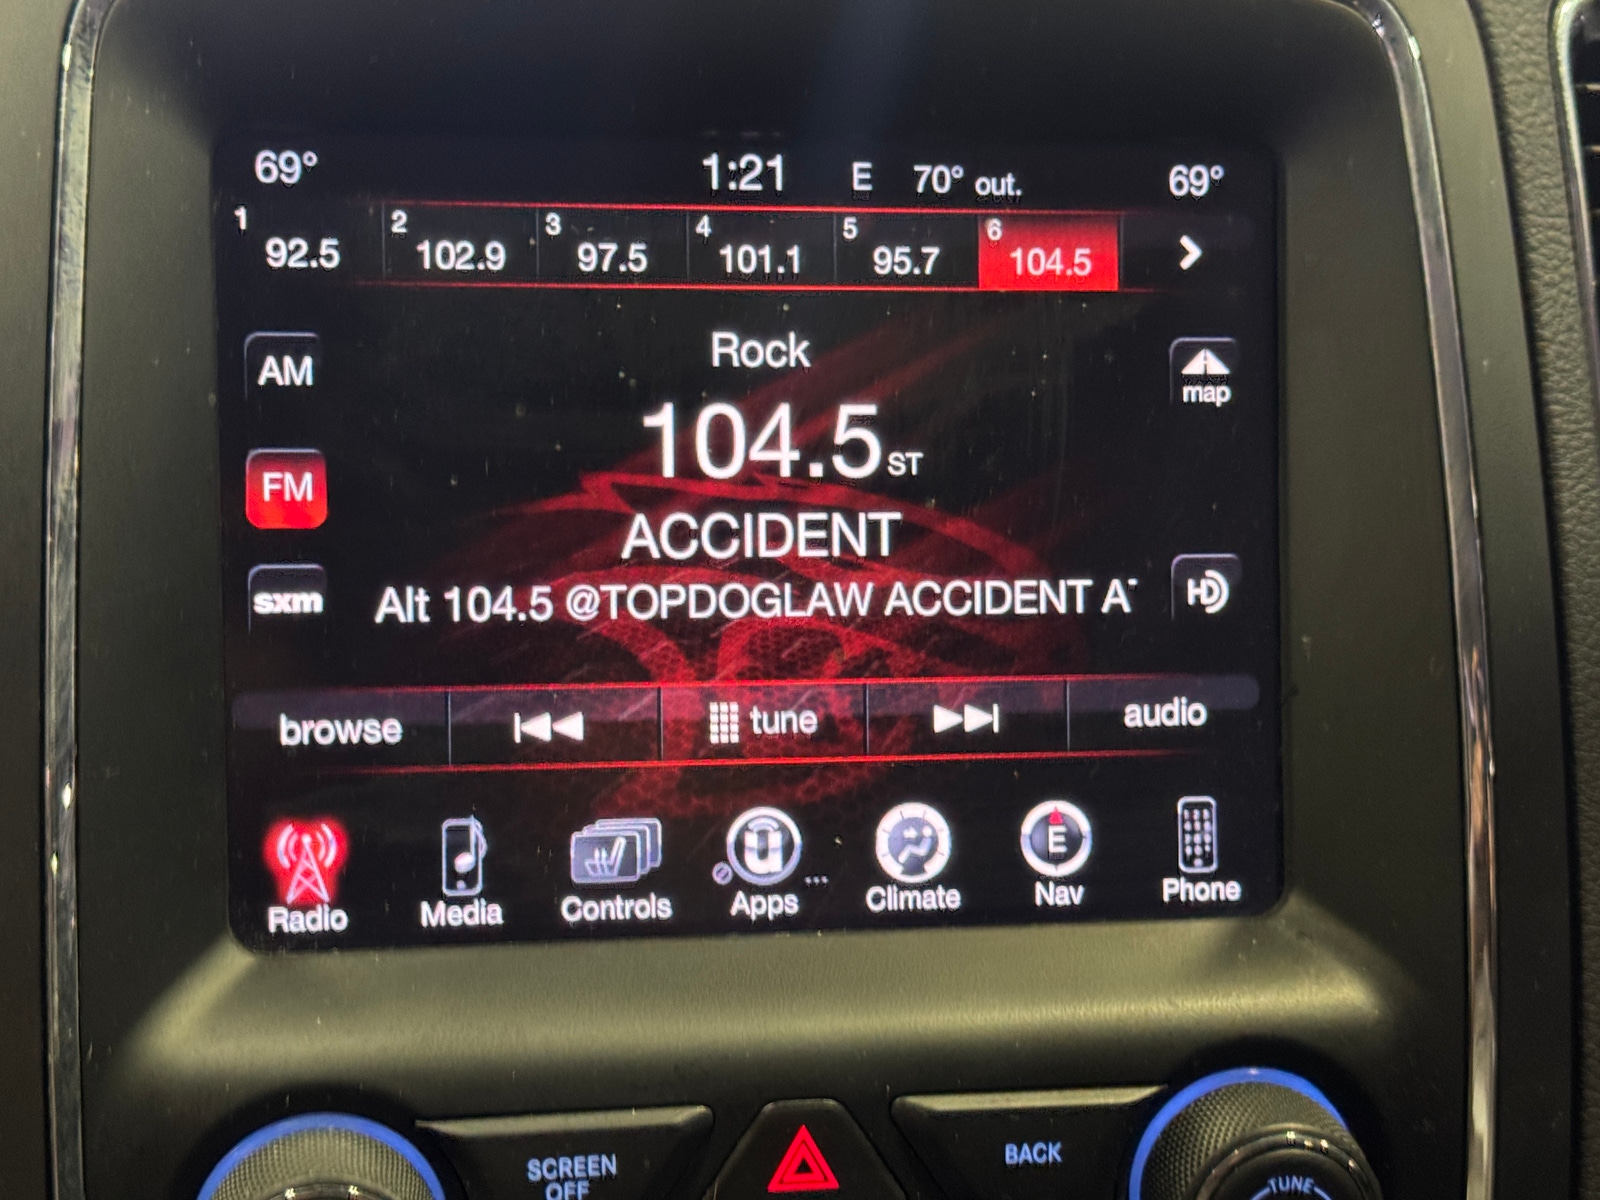 69° 1:21 E 70° out. 69°
1 2 3 4 5 6
92.5 102.9 97.5 101.1 95.7 104.5
Rock
AM
map
104.5 ST
FM
ACCIDENT
sxm Alt 104.5 @TOPDOGLAW ACCIDENT A HD
browse tune audio
E
Radio Media Controls Apps Climate Nav Phone
SCREEN
OFF
BACK
TUNE